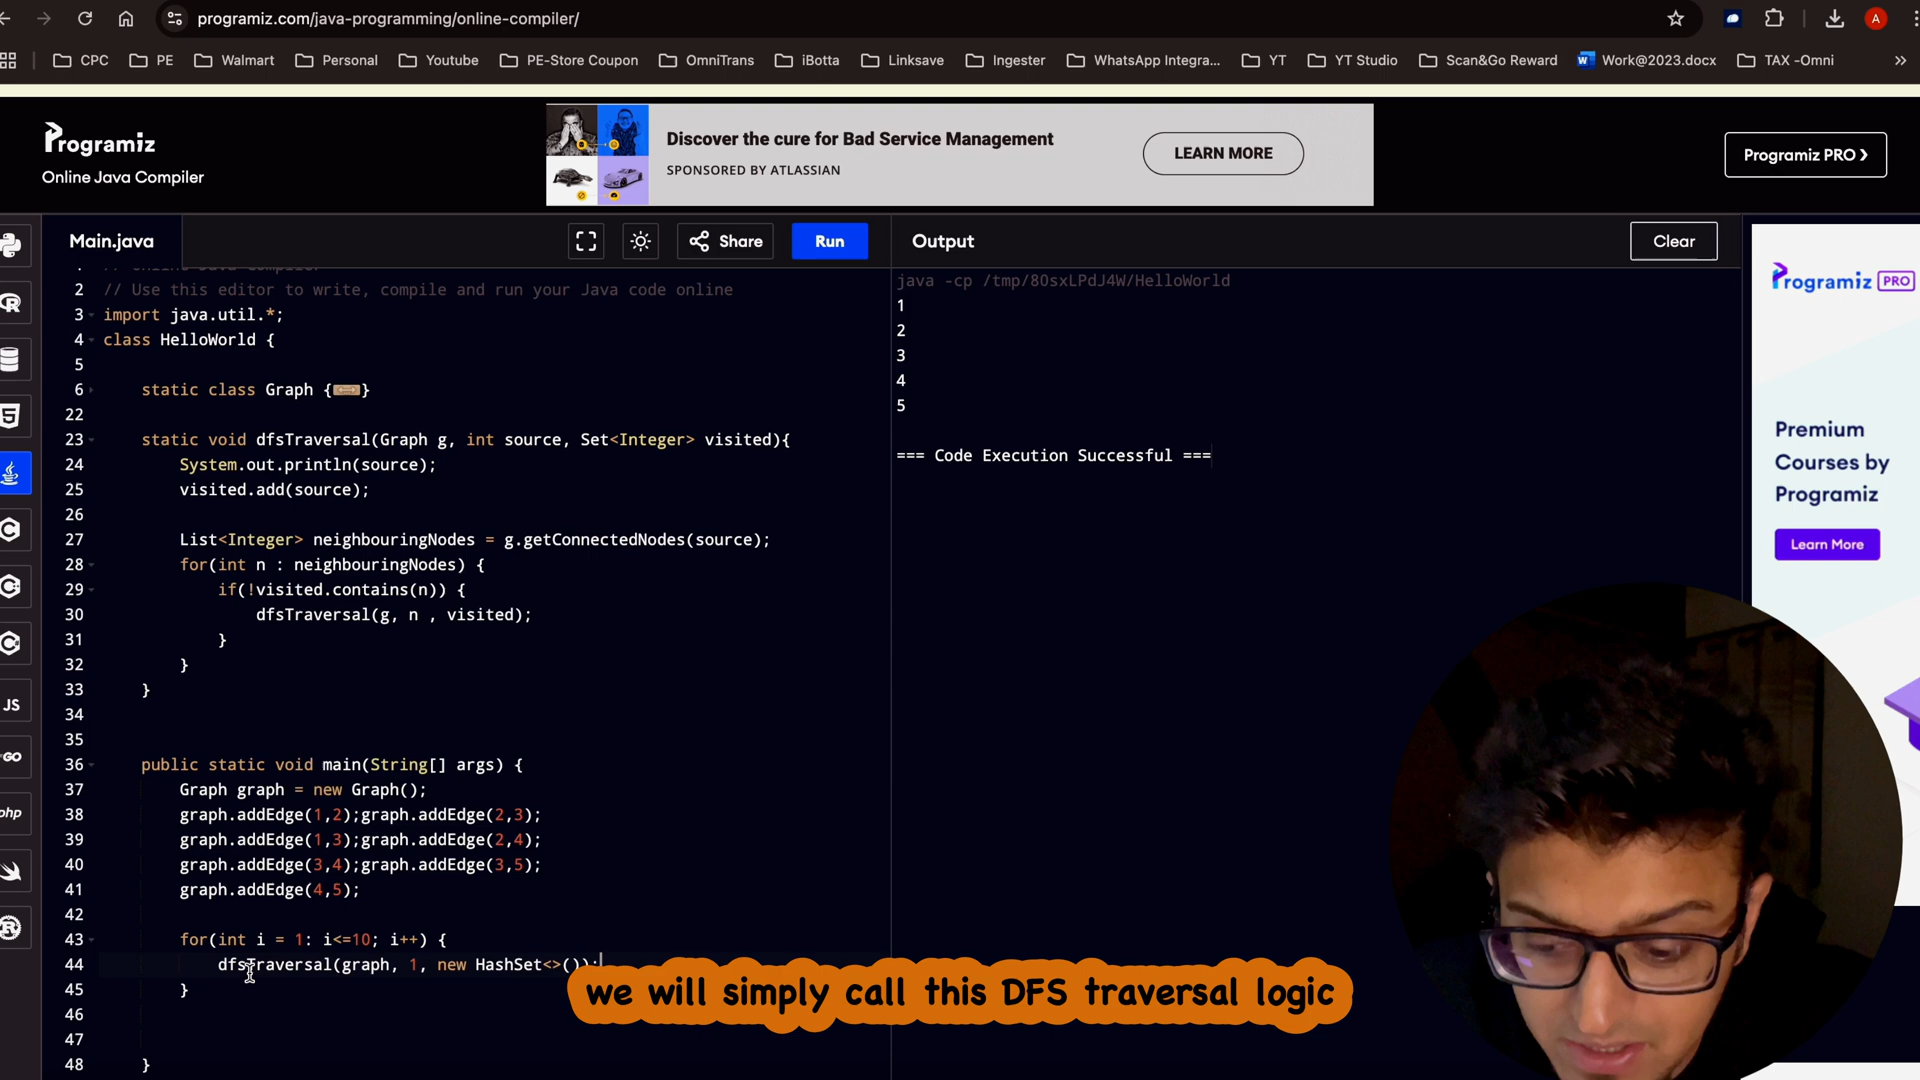 programiz.com/java-programming/online-compiler/
A
CPC PE Walmart Personal Youtube PE-Store Coupon OmniTrans iBotta Linksave Ingester WhatsApp Integra... YT YT Studio Scan&Go Reward Work@2023.docx TAX -Omni »
Programiz
Online Java Compiler
Discover the cure for Bad Service Management
SPONSORED BY ATLASSIAN
LEARN MORE
Programiz PRO ❯
Main.java
Share
Run
Output
Clear
2 // Use this editor to write, compile and run your Java code online
3 import java.util.*;
4 class HelloWorld {
5
6 static class Graph {}
22
23 static void dfsTraversal(Graph g, int source, Set<Integer> visited){
24 System.out.println(source);
25 visited.add(source);
26
27 List<Integer> neighbouringNodes = g.getConnectedNodes(source);
28 for(int n : neighbouringNodes) {
29 if(!visited.contains(n)) {
30 dfsTraversal(g, n , visited);
31 }
32 }
33 }
34
35
36 public static void main(String[] args) {
37 Graph graph = new Graph();
38 graph.addEdge(1,2);graph.addEdge(2,3);
39 graph.addEdge(1,3);graph.addEdge(2,4);
40 graph.addEdge(3,4);graph.addEdge(3,5);
41 graph.addEdge(4,5);
42
43 for(int i = 1: i<=10; i++) {
44 dfsTraversal(graph, 1, new HashSet<>());
45 }
46
47
48 }
java -cp /tmp/80sxLPdJ4W/HelloWorld
1
2
3
4
5
=== Code Execution Successful ===
Programiz PRO
Premium
Courses by
Programiz
Learn More
JS
GO
php
we will simply call this DFS traversal logic